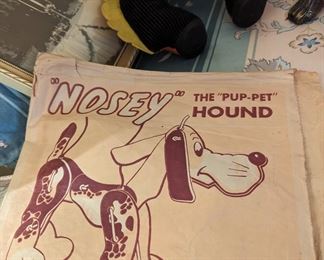 "NOSEY" THE "PUP-PET"
HOUND